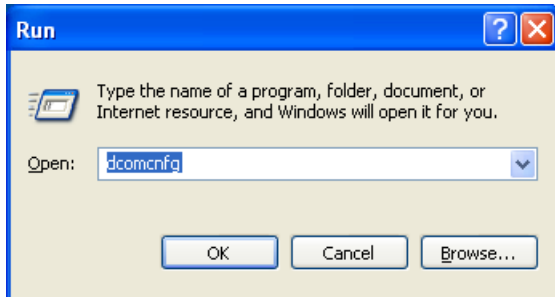 Run
Type the name of a program, folder, document, or
Internet resource, and Windows will open it for you.
Open: dcomcnfg
OK Cancel Browse...